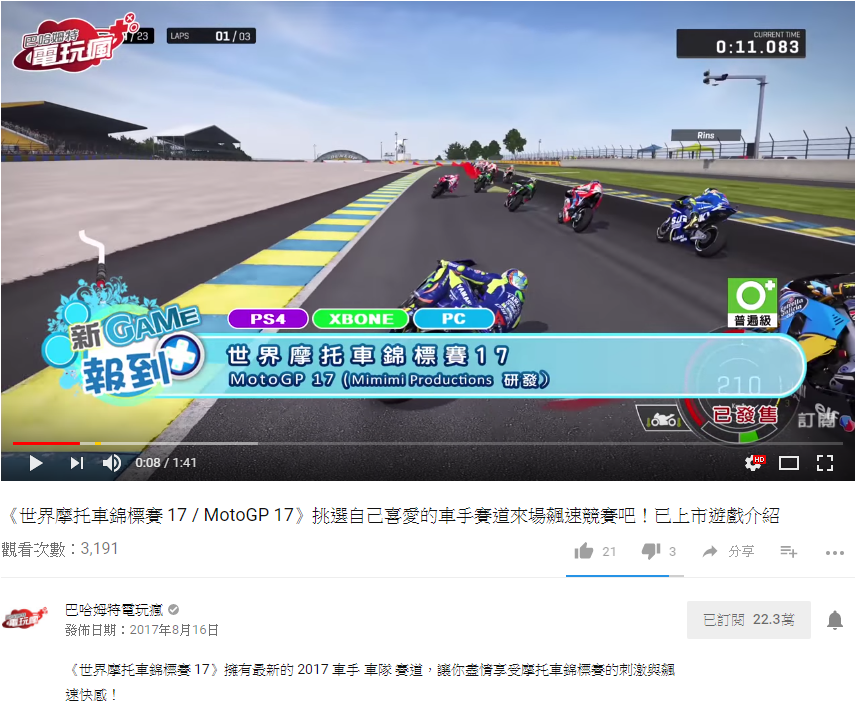 巴哈姆特
電玩瘋
/23
LAPS 01 / 03
CURRENT TIME
0:11.083
Rins
普遍級
PS4 XBONE PC
新GAME
報到
世界摩托車錦標賽17
MotoGP 17 (Mimimi Productions 研發)
210
已發售
訂閱
0:08 / 1:41
HD
《世界摩托車錦標賽 17 / MotoGP 17》挑選自己喜愛的車手賽道來場飆速競賽吧！已上市遊戲介紹
觀看次數：3,191
21
3
分享
巴哈姆特電玩瘋
發佈日期：2017年8月16日
已訂閱 22.3萬
《世界摩托車錦標賽 17》擁有最新的 2017 車手 車隊 賽道，讓你盡情享受摩托車錦標賽的刺激與飆
速快感！